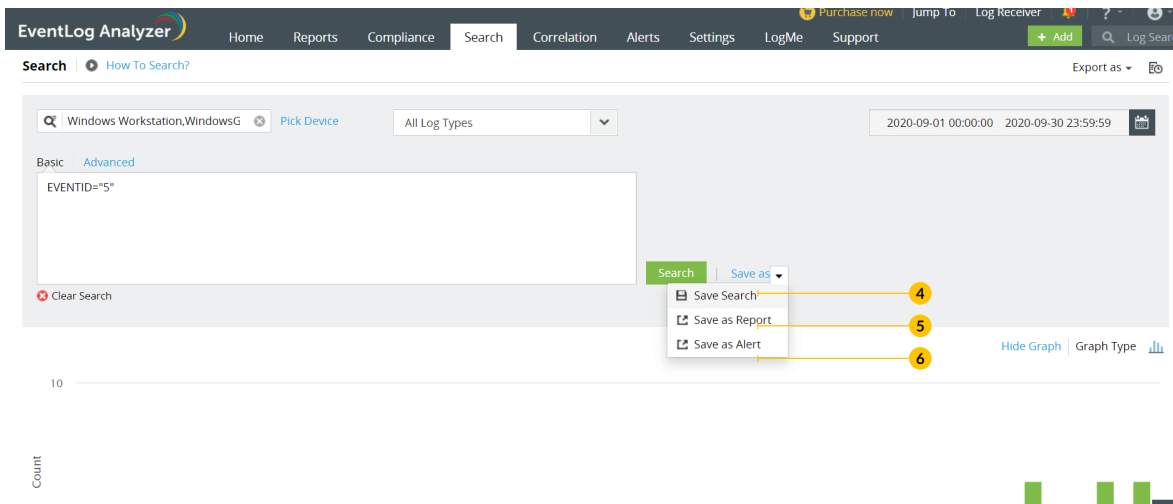 Purchase now Jump To Log Receiver ?
EventLog Analyzer Home Reports Compliance Search Correlation Alerts Settings LogMe Support + Add Log Sear
Search How To Search? Export as
Windows Workstation,WindowsG Pick Device All Log Types 2020-09-01 00:00:00 2020-09-30 23:59:59
Basic Advanced
EVENTID="5"
Search Save as
Clear Search
Save Search 4
Save as Report 5
Save as Alert 6
Hide Graph Graph Type
10
Count